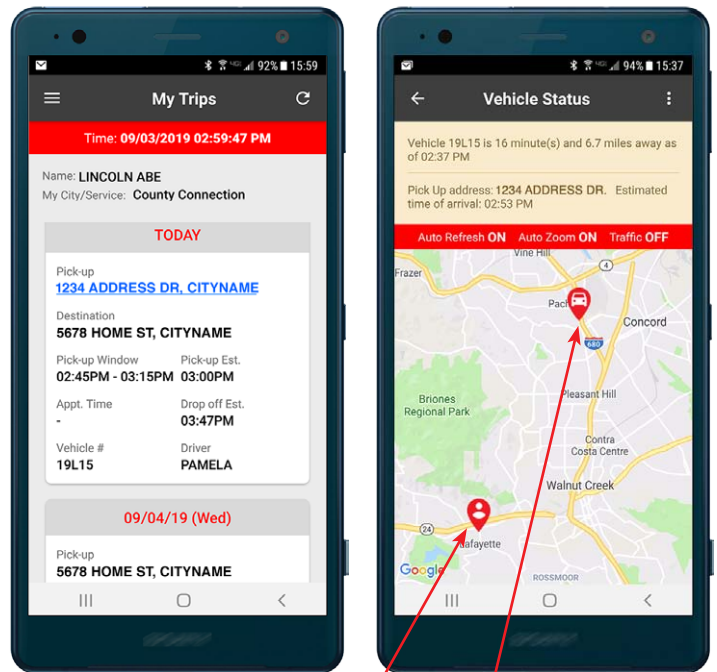 92% 15:59
My Trips
Time: 09/03/2019 02:59:47 PM
Name: LINCOLN ABE
My City/Service: County Connection
TODAY
Pick-up
1234 ADDRESS DR, CITYNAME
Destination
5678 HOME ST, CITYNAME
Pick-up Window Pick-up Est.
02:45PM - 03:15PM 03:00PM
Appt. Time Drop off Est.
- 03:47PM
Vehicle # Driver
19L15 PAMELA
09/04/19 (Wed)
Pick-up
5678 HOME ST, CITYNAME
94% 15:37
Vehicle Status
Vehicle 19L15 is 16 minute(s) and 6.7 miles away as
of 02:37 PM
Pick Up address: 1234 ADDRESS DR. Estimated
time of arrival: 02:53 PM
Auto Refresh ON Auto Zoom ON Traffic OFF
Vine Hill
4
Frazer
Concord
680
Pleasant Hill
Briones
Regional Park
Contra
Costa Centre
Walnut Creek
24
Lafayette
Google
ROSSMOOR